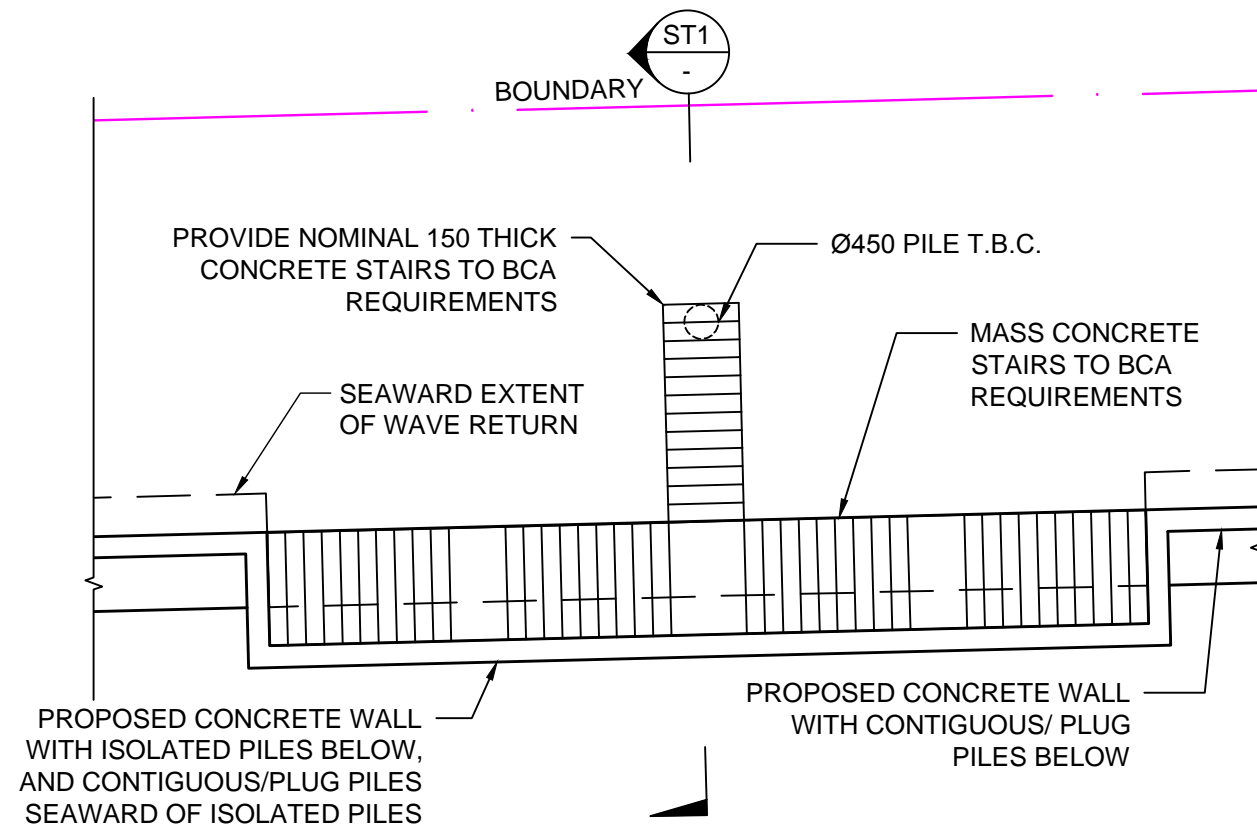 ST1
-
BOUNDARY
PROVIDE NOMINAL 150 THICK
CONCRETE STAIRS TO BCA
REQUIREMENTS
Ø450 PILE T.B.C.
MASS CONCRETE
STAIRS TO BCA
REQUIREMENTS
SEAWARD EXTENT
OF WAVE RETURN
PROPOSED CONCRETE WALL
WITH ISOLATED PILES BELOW,
AND CONTIGUOUS/PLUG PILES
SEAWARD OF ISOLATED PILES
PROPOSED CONCRETE WALL
WITH CONTIGUOUS/ PLUG
PILES BELOW